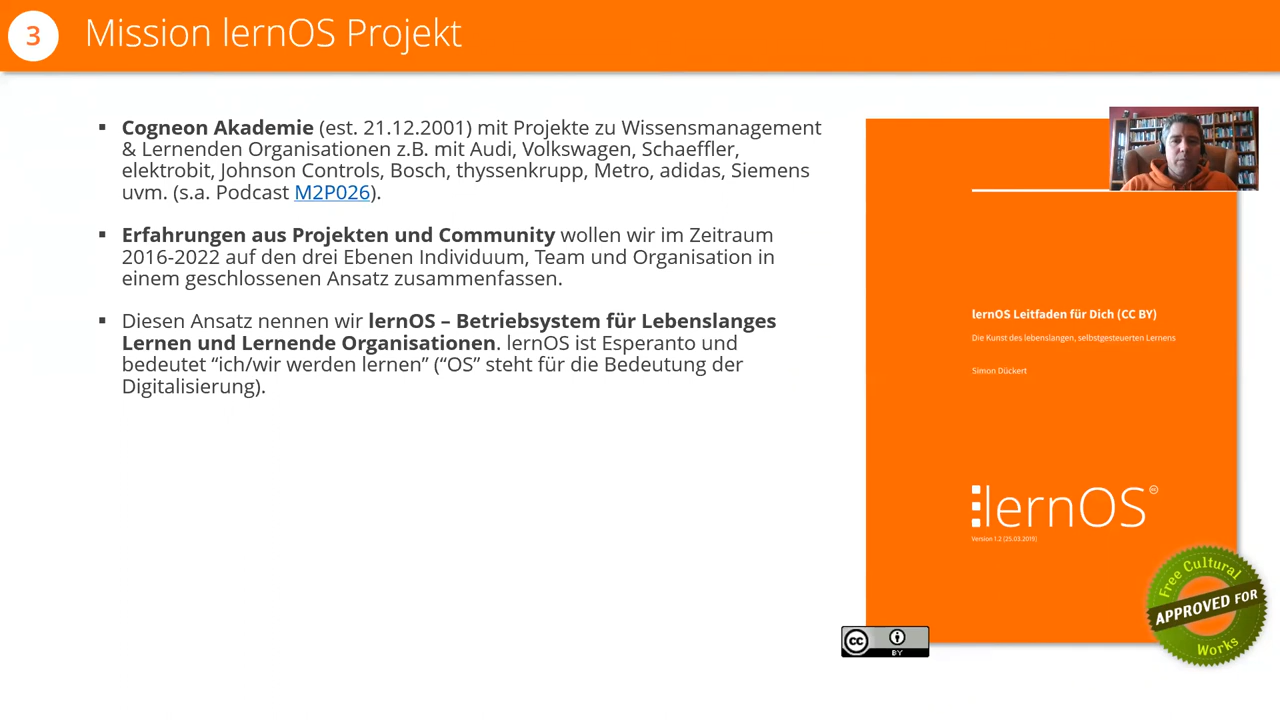 3
Mission lernOS Projekt
▪ Cogneon Akademie (est. 21.12.2001) mit Projekte zu Wissensmanagement
& Lernenden Organisationen z.B. mit Audi, Volkswagen, Schaeffler,
elektrobit, Johnson Controls, Bosch, thyssenkrupp, Metro, adidas, Siemens
uvm. (s.a. Podcast M2P026).
▪ Erfahrungen aus Projekten und Community wollen wir im Zeitraum
2016-2022 auf den drei Ebenen Individuum, Team und Organisation in
einem geschlossenen Ansatz zusammenfassen.
▪ Diesen Ansatz nennen wir lernOS – Betriebsystem für Lebenslanges
Lernen und Lernende Organisationen. lernOS ist Esperanto und
bedeutet “ich/wir werden lernen” (“OS” steht für die Bedeutung der
Digitalisierung).
lernOS Leitfaden für Dich (CC BY)
Die Kunst des lebenslangen, selbstgesteuerten Lernens
Simon Dückert
lernOS
Version 1.2 (25.03.2019)
cc
BY
Free Cultural
APPROVED FOR
Works